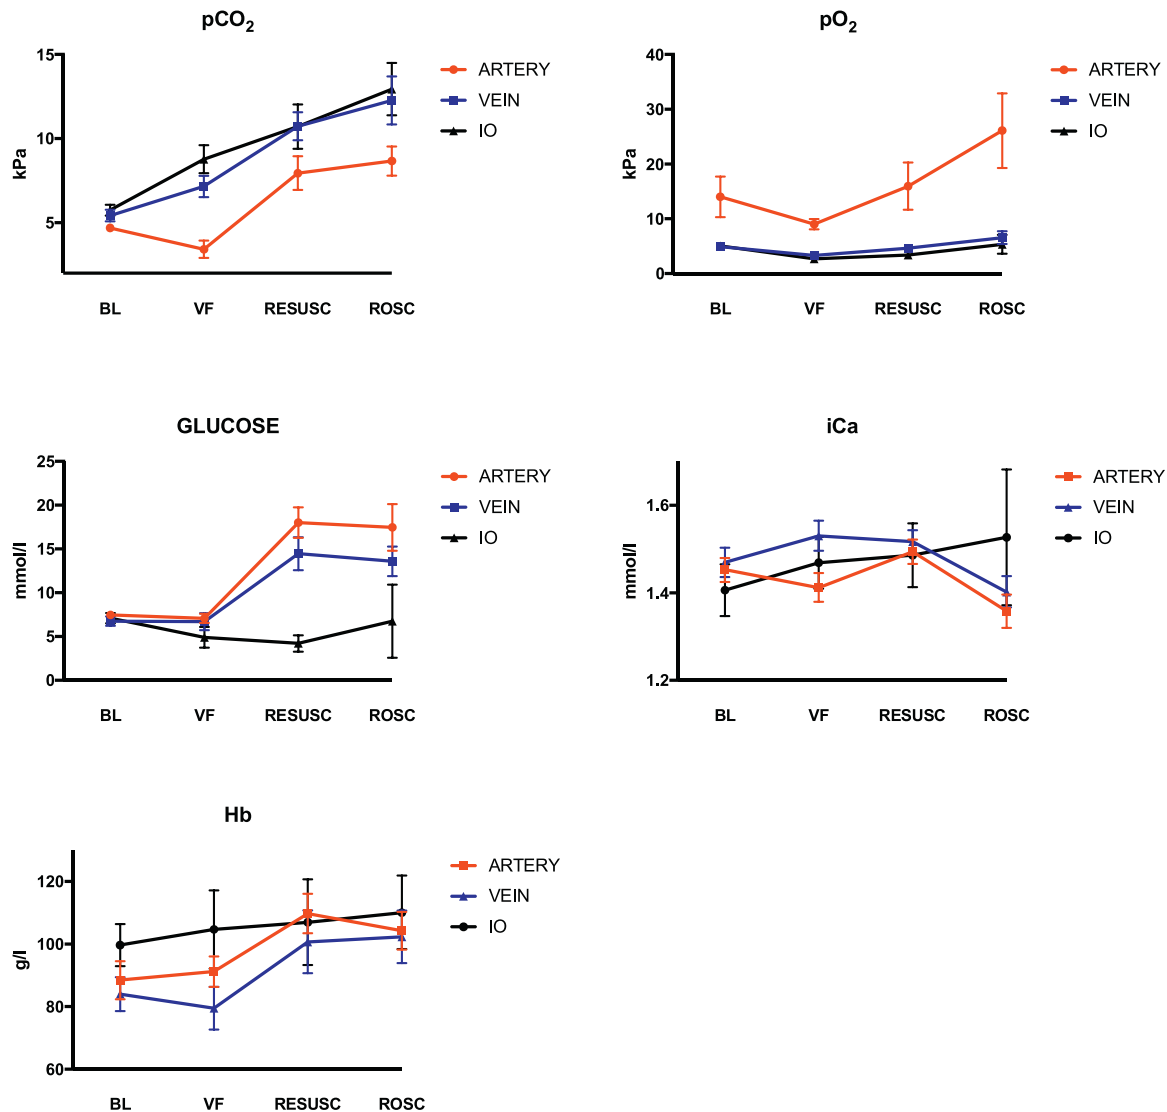 pCO2
15
10
5
kPa
BL VF RESUSC ROSC
ARTERY
VEIN
IO
pO2
40
30
20
10
0
kPa
BL VF RESUSC ROSC
ARTERY
VEIN
IO
GLUCOSE
25
20
15
10
5
0
mmol/l
BL VF RESUSC ROSC
ARTERY
VEIN
IO
iCa
1.6
1.4
1.2
mmol/l
BL VF RESUSC ROSC
ARTERY
VEIN
IO
Hb
120
100
80
60
g/l
BL VF RESUSC ROSC
ARTERY
VEIN
IO